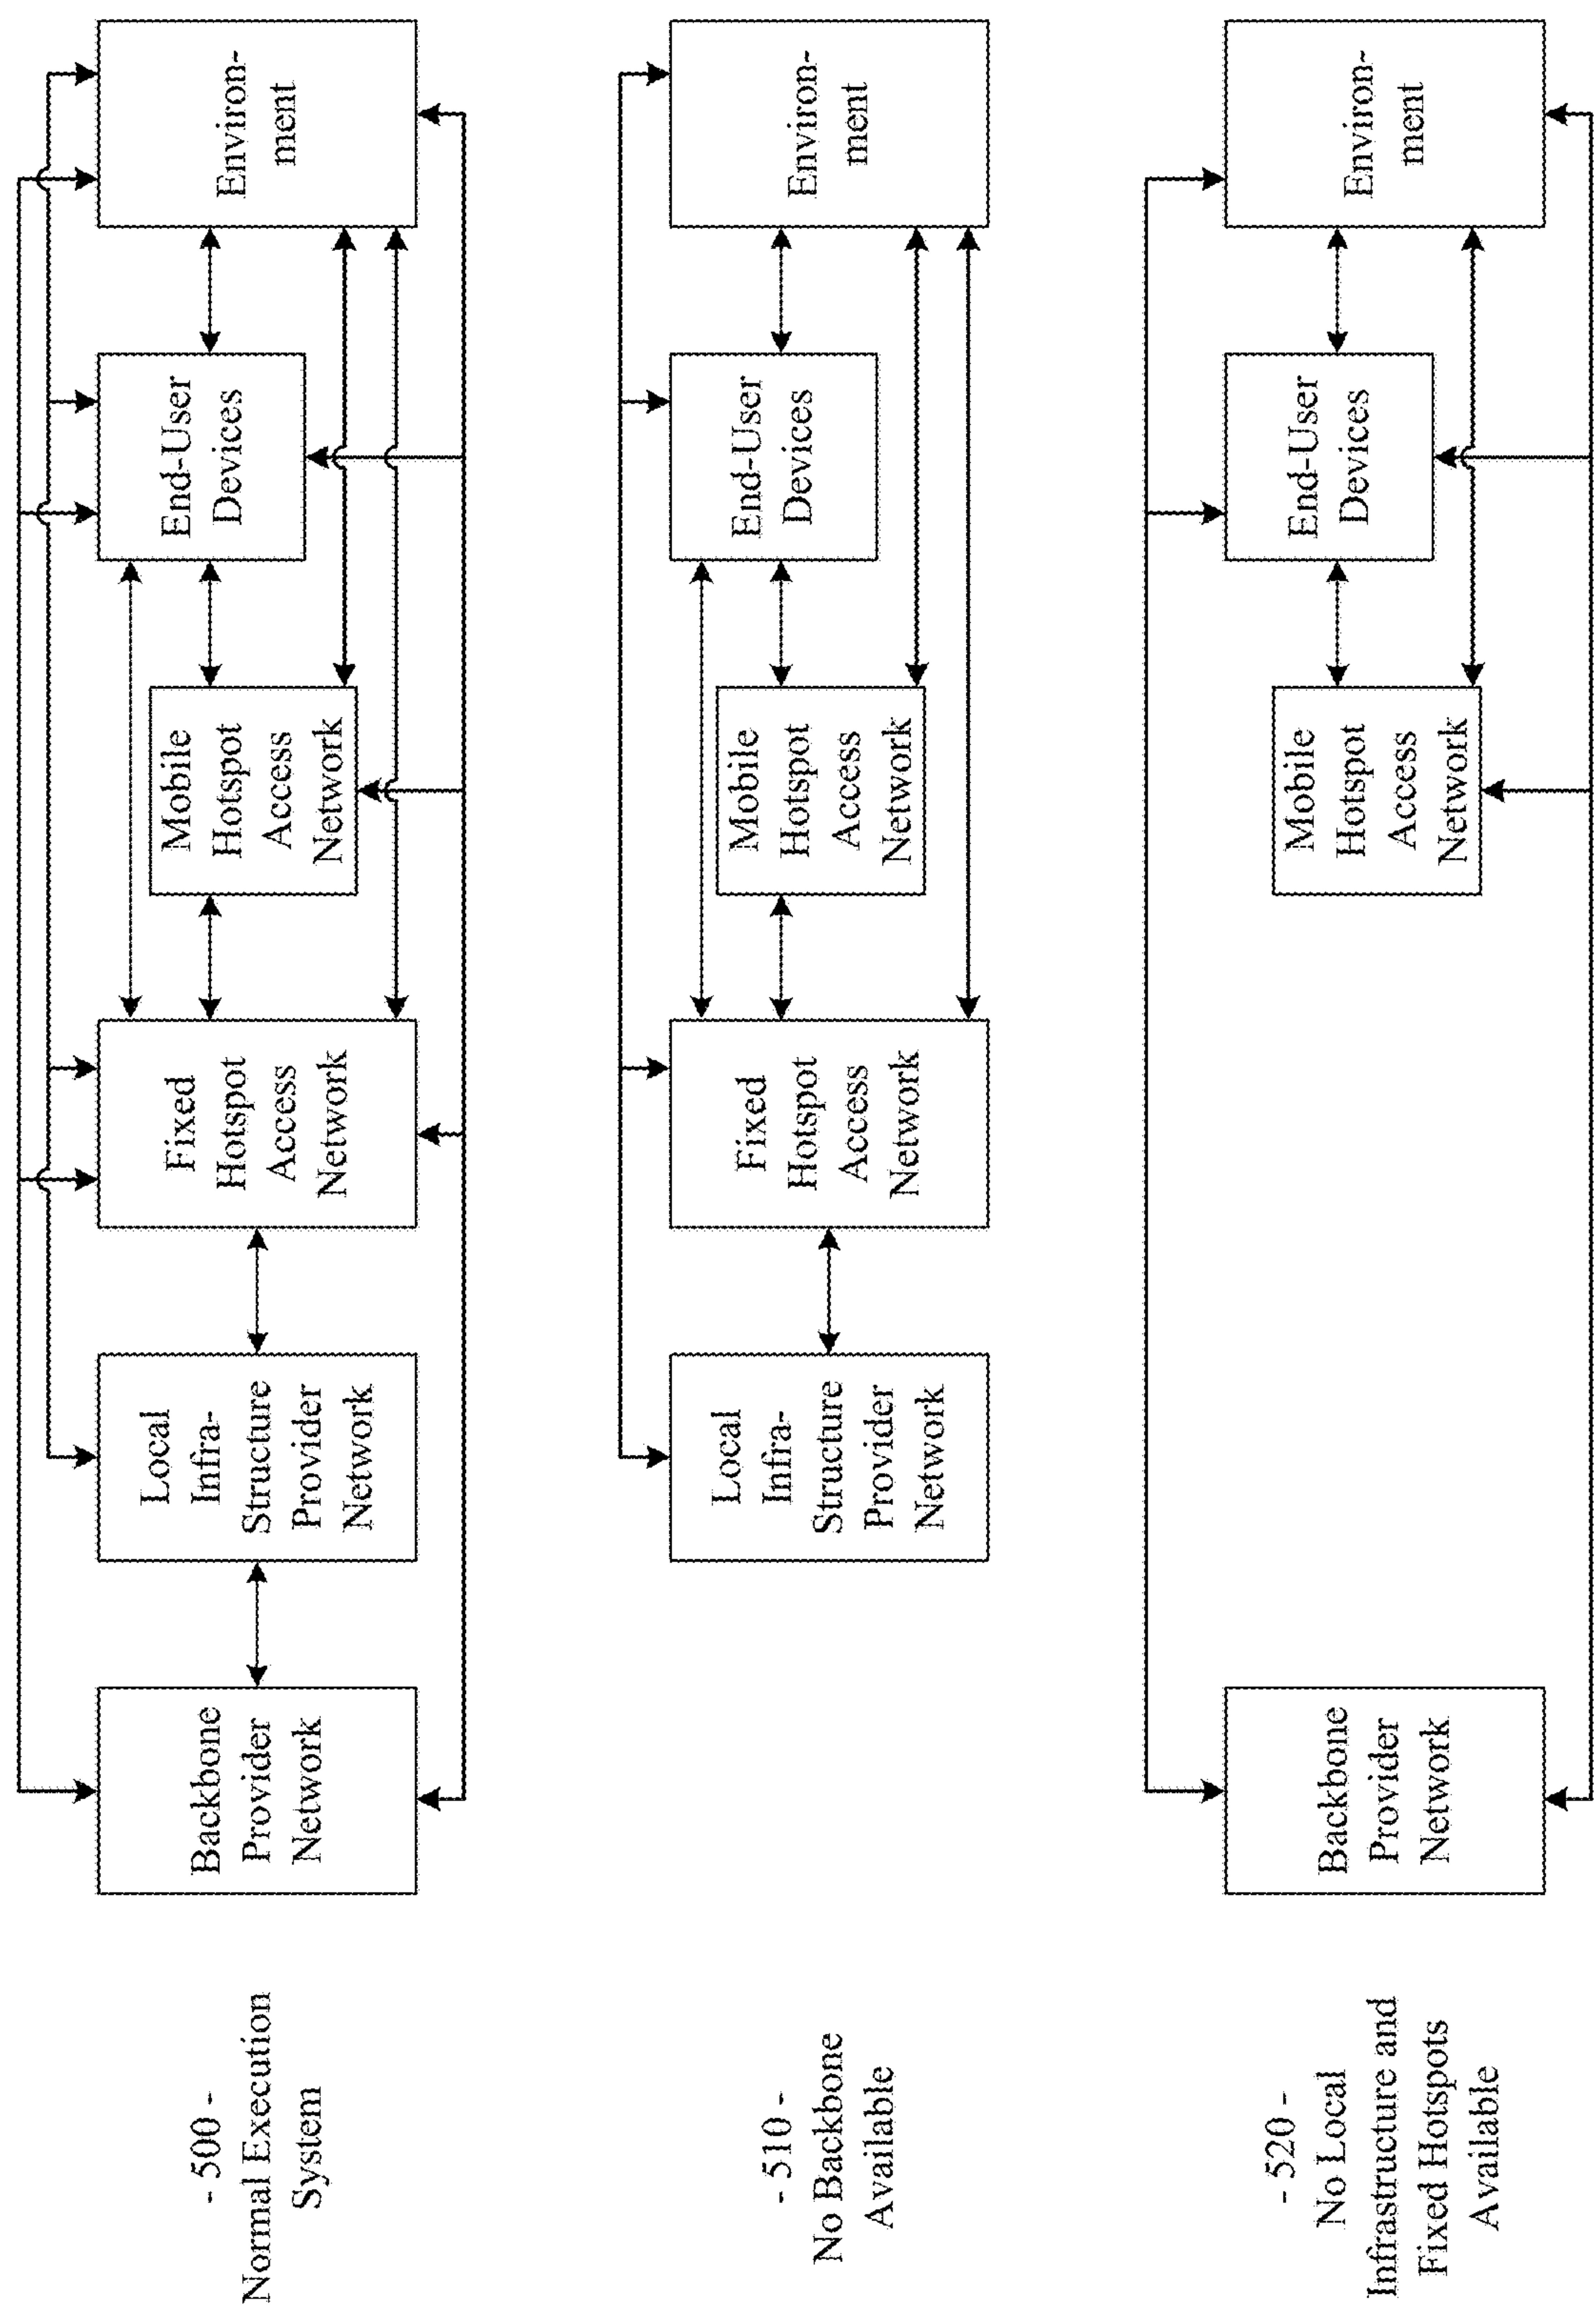 - 500 -
Normal Execution
System
Backbone
Provider
Network
Local
Infra-
Structure
Provider
Network
Fixed
Hotspot
Access
Network
Mobile
Hotspot
Access
Network
End-User
Devices
Environ-
ment
- 510 -
No Backbone
Available
Local
Infra-
Structure
Provider
Network
Fixed
Hotspot
Access
Network
Mobile
Hotspot
Access
Network
End-User
Devices
Environ-
ment
- 520 -
No Local
Infrastructure and
Fixed Hotspots
Available
Backbone
Provider
Network
Mobile
Hotspot
Access
Network
End-User
Devices
Environ-
ment